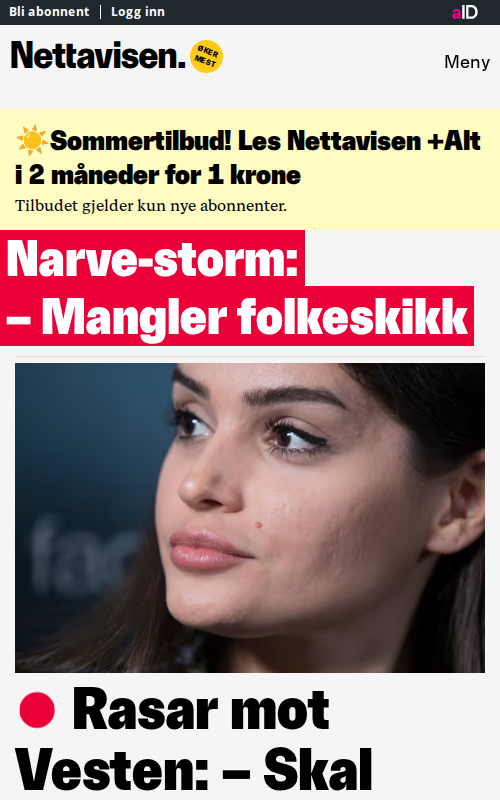 Bli abonnent | Logg inn
aID
Nettavisen.
ØKER
MEST
Meny
☀️Sommertilbud! Les Nettavisen +Alt
i 2 måneder for 1 krone
Tilbudet gjelder kun nye abonnenter.
Narve-storm:
– Mangler folkeskikk
fac
Rasar mot
Vesten: – Skal